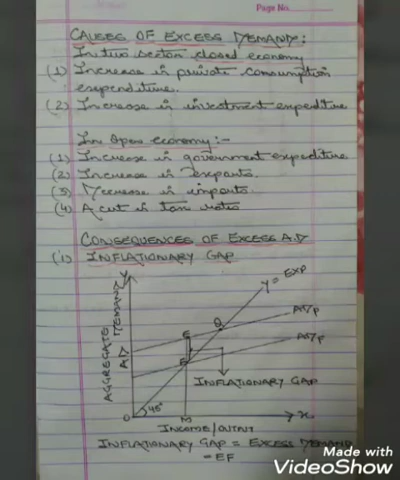 Page No.
CAUSES OF EXCESS DEMAND:
In two sector closed economy
(1) Increase in private consumption
expenditure.
(2) Increase in investment expenditure
In Open economy:-
(1) Increase in government expenditure
(2) Increase in exports.
(3) Decrease in imports.
(4) A cut in tax rates
CONSEQUENCES OF EXCESS A.D
(i) INFLATIONARY GAP
Y
Y = EXP
AGGREGATE DEMAND
AD
E
Q
F
INFLATIONARY GAP
O
45°
M
X
INCOME/OUTPUT
INFLATIONARY GAP = EXCESS DEMAND
= EF
Made with
VideoShow